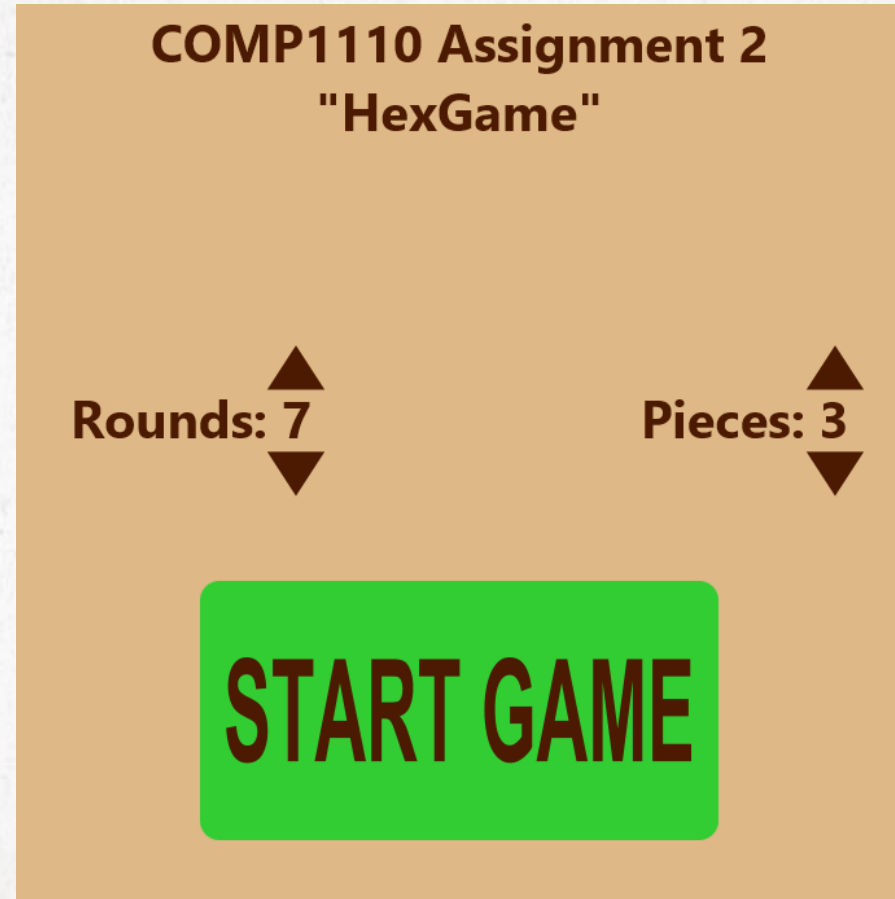 COMP1110 Assignment 2
"HexGame"
Rounds: 7
Pieces: 3
START GAME